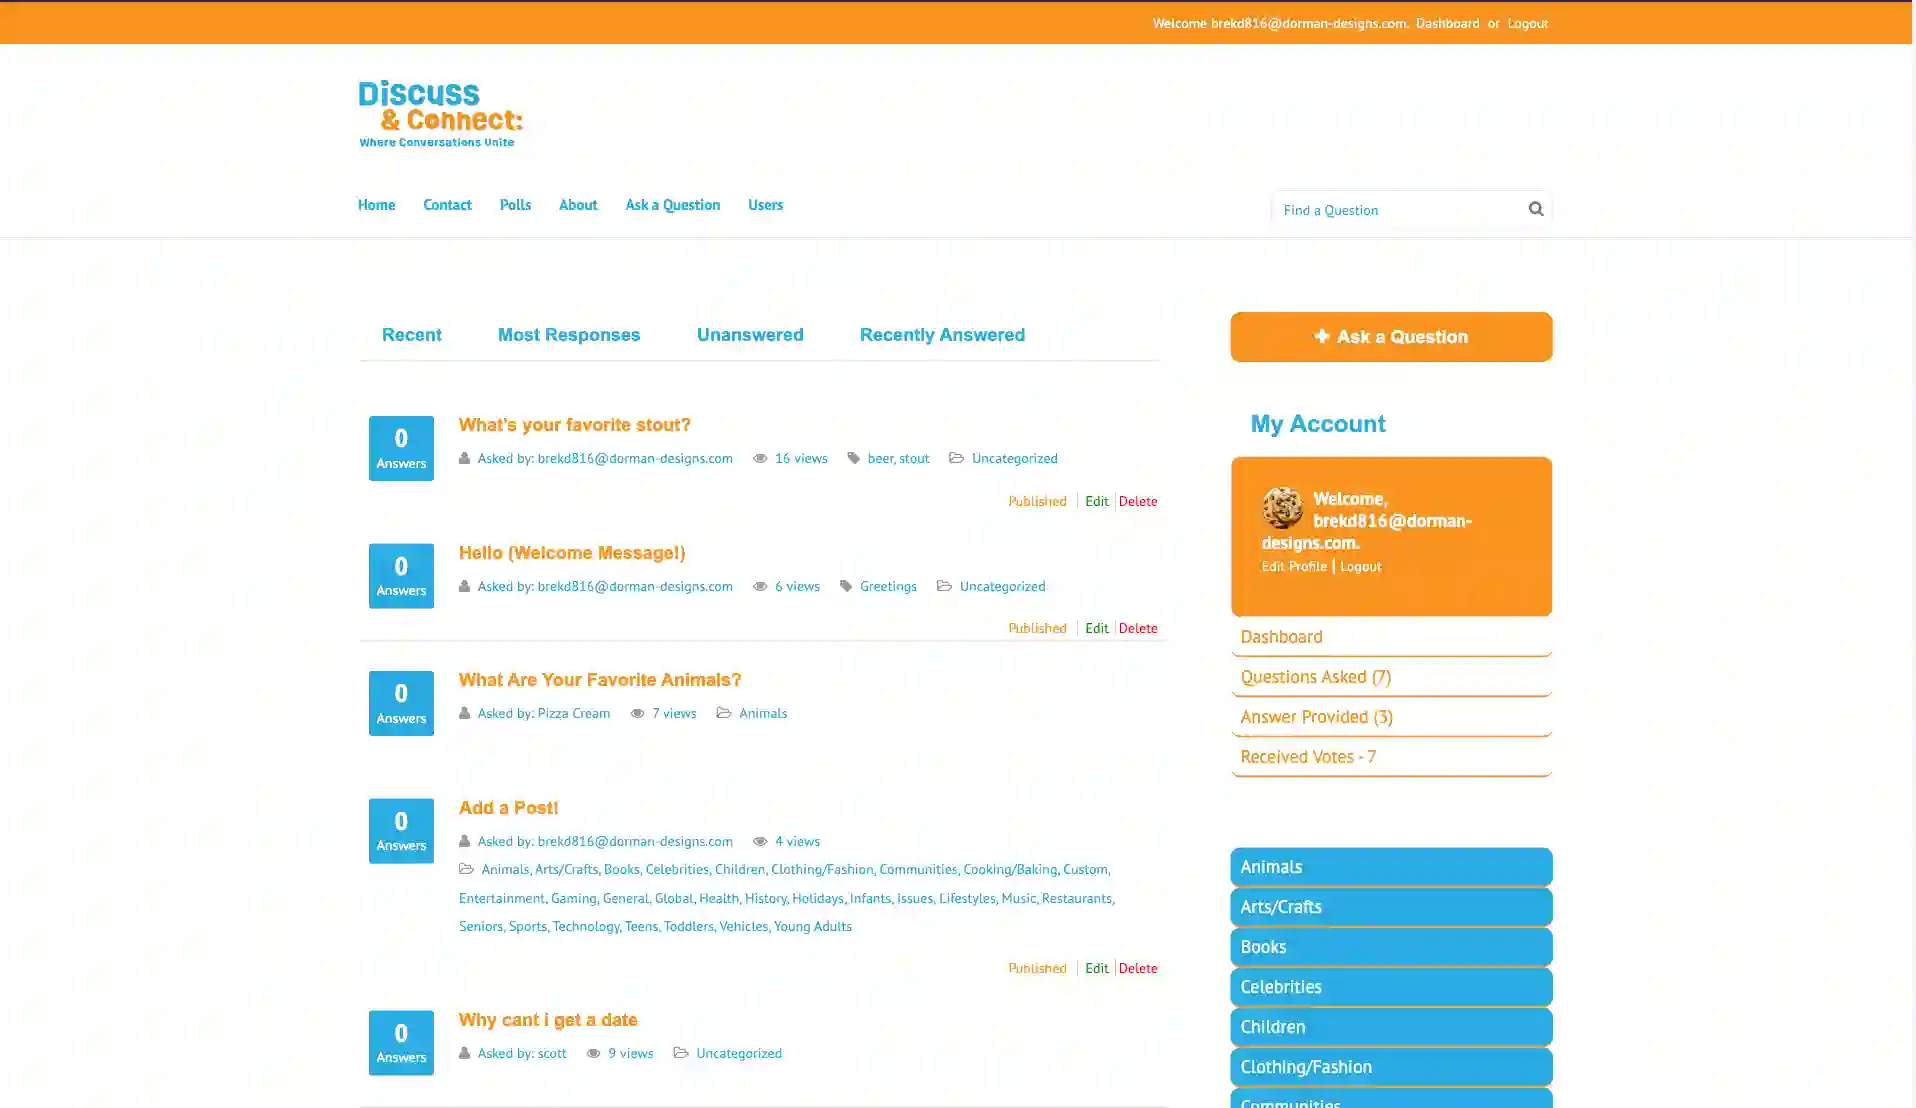 Welcome brekd816@dorman-designs.com. Dashboard or Logout
Discuss
& Connect:
Where Conversations Unite
Home Contact Polls About Ask a Question Users
Find a Question
Recent Most Responses Unanswered Recently Answered
Ask a Question
0
Answers
What's your favorite stout?
Asked by: brekd816@dorman-designs.com 16 views beer, stout Uncategorized
Published Edit Delete
0
Answers
Hello (Welcome Message!)
Asked by: brekd816@dorman-designs.com 6 views Greetings Uncategorized
Published Edit Delete
0
Answers
What Are Your Favorite Animals?
Asked by: Pizza Cream 7 views Animals
0
Answers
Add a Post!
Asked by: brekd816@dorman-designs.com 4 views
Animals, Arts/Crafts, Books, Celebrities, Children, Clothing/Fashion, Communities, Cooking/Baking, Custom,
Entertainment, Gaming, General, Global, Health, History, Holidays, Infants, Issues, Lifestyles, Music, Restaurants,
Seniors, Sports, Technology, Teens, Toddlers, Vehicles, Young Adults
Published Edit Delete
0
Answers
Why cant i get a date
Asked by: scott 9 views Uncategorized
My Account
Welcome,
brekd816@dorman-
designs.com.
Edit Profile | Logout
Dashboard
Questions Asked (7)
Answer Provided (3)
Received Votes - 7
Animals
Arts/Crafts
Books
Celebrities
Children
Clothing/Fashion
Communities